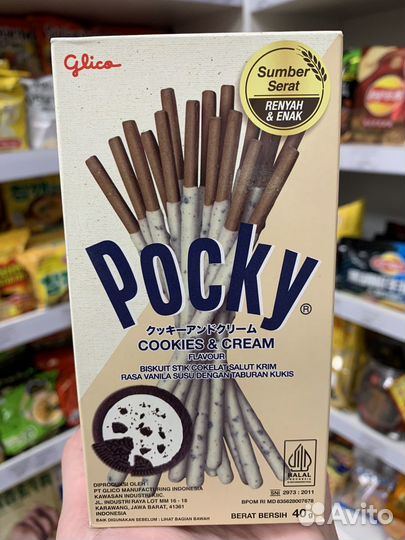 Glico
Sumber
Serat
RENYAH
& ENAK
Pocky
®
クッキーアンドクリーム
COOKIES & CREAM
FLAVOUR
BISKUIT STIK COKELAT SALUT KRIM
RASA VANILA SUSU DENGAN TABURAN KUKIS
DIPRODUKSI OLEH
PT GLICO MANUFACTURING INDONESIA
KAWASAN INDUSTRI KIIC.
JL. INDUSTRI RAYA LOT MM 16 - 18
KARAWANG, JAWA BARAT, 41361
INDONESIA
BAIK DIGUNAKAN SEBELUM : LIHAT BAGIAN BAWAH
HALAL
INDONESIA
SNI 2973 : 2011
BPOM RI MD 835628007678
BERAT BERSIH 40g
Avito